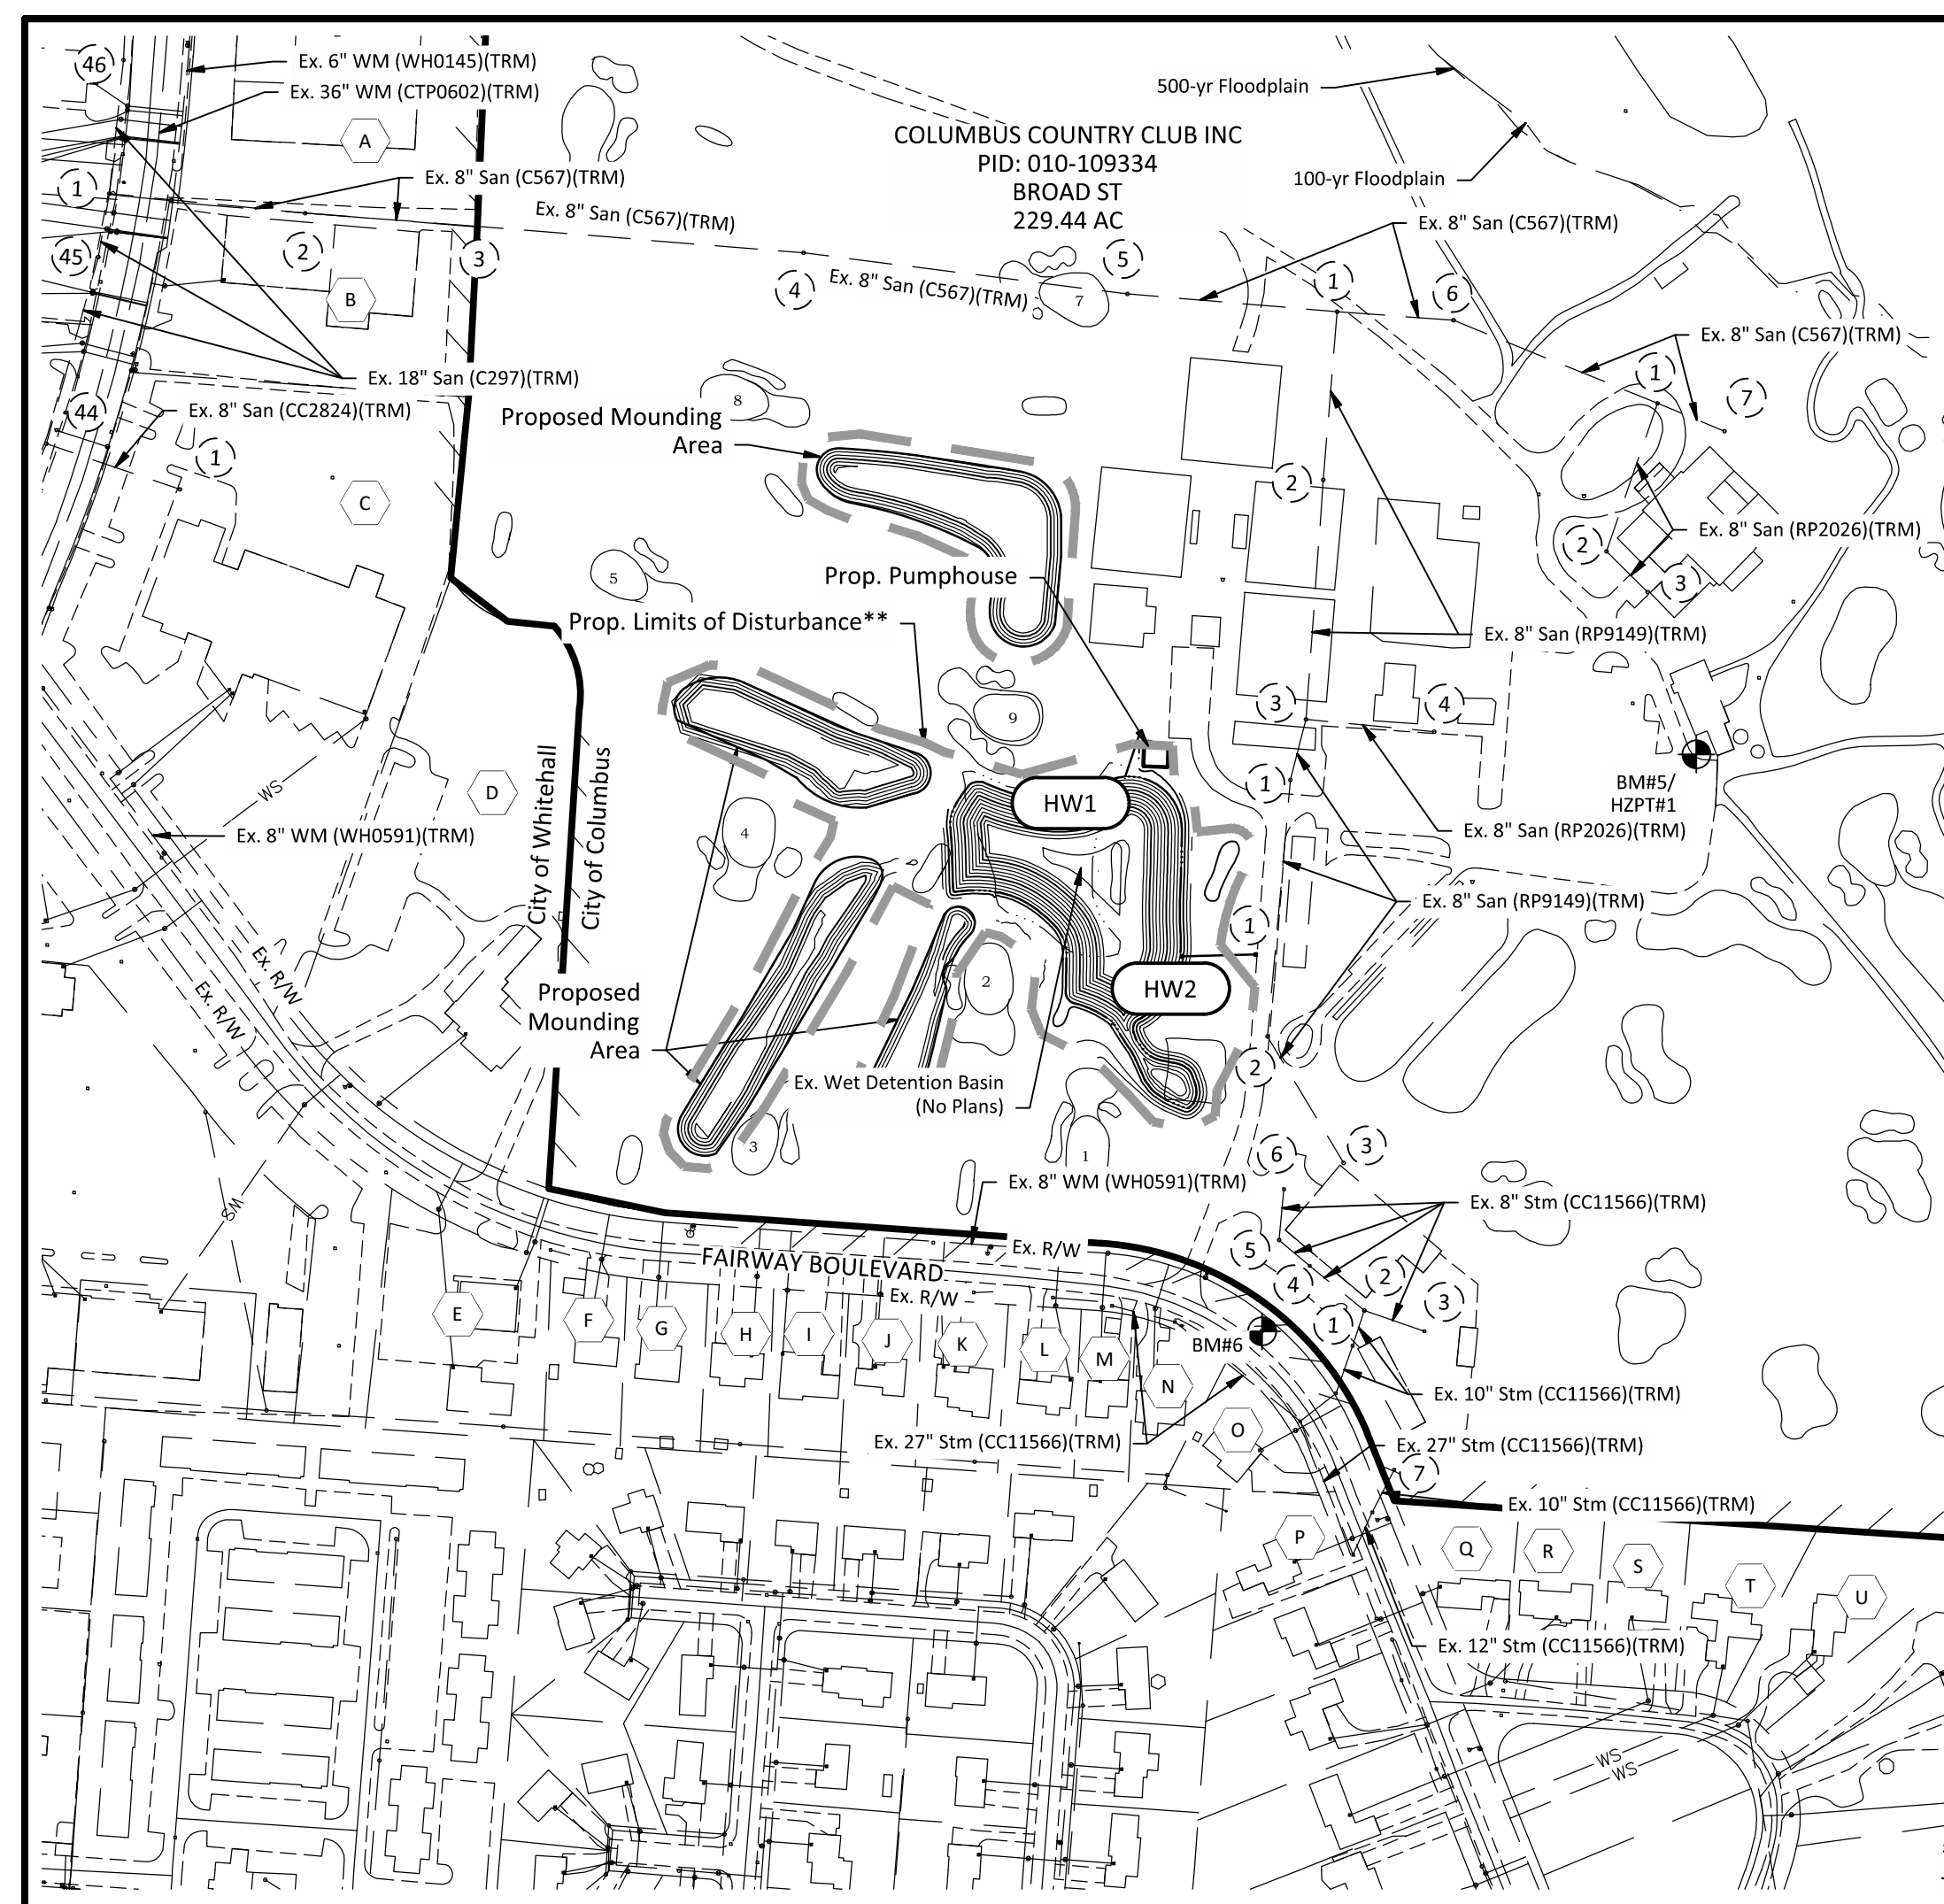 46
Ex. 6" WM (WH0145)(TRM)
Ex. 36" WM (CTP0602)(TRM)
500-yr Floodplain
A
COLUMBUS COUNTRY CLUB INC
PID: 010-109334
BROAD ST
229.44 AC
100-yr Floodplain
1
Ex. 8" San (C567)(TRM)
Ex. 8" San (C567)(TRM)
Ex. 8" San (C567)(TRM)
45
2
3
4
Ex. 8" San (C567)(TRM)
5
7
1
6
B
Ex. 8" San (C567)(TRM)
Ex. 18" San (C297)(TRM)
1
7
44
Ex. 8" San (CC2824)(TRM)
8
Proposed Mounding
Area
1
2
C
Ex. 8" San (RP2026)(TRM)
2
3
5
Prop. Pumphouse
Prop. Limits of Disturbance**
Ex. 8" San (RP9149)(TRM)
9
3
4
City of Whitehall
City of Columbus
D
WS
HW1
1
BM#5/
HZPT#1
Ex. 8" WM (WH0591)(TRM)
4
Ex. 8" San (RP2026)(TRM)
Ex. 8" San (RP9149)(TRM)
1
Ex. R/W
Ex. R/W
2
HW2
Proposed
Mounding
Area
Ex. Wet Detention Basin
(No Plans)
2
3
1
6
3
SM
Ex. 8" WM (WH0591)(TRM)
Ex. 8" Stm (CC11566)(TRM)
Ex. R/W
FAIRWAY BOULEVARD
Ex. R/W
5
4
2
3
1
E
F
G
H
I
J
K
L
M
N
BM#6
O
Ex. 10" Stm (CC11566)(TRM)
Ex. 27" Stm (CC11566)(TRM)
Ex. 27" Stm (CC11566)(TRM)
7
Ex. 10" Stm (CC11566)(TRM)
P
Q
R
S
T
U
Ex. 12" Stm (CC11566)(TRM)
WS
WS